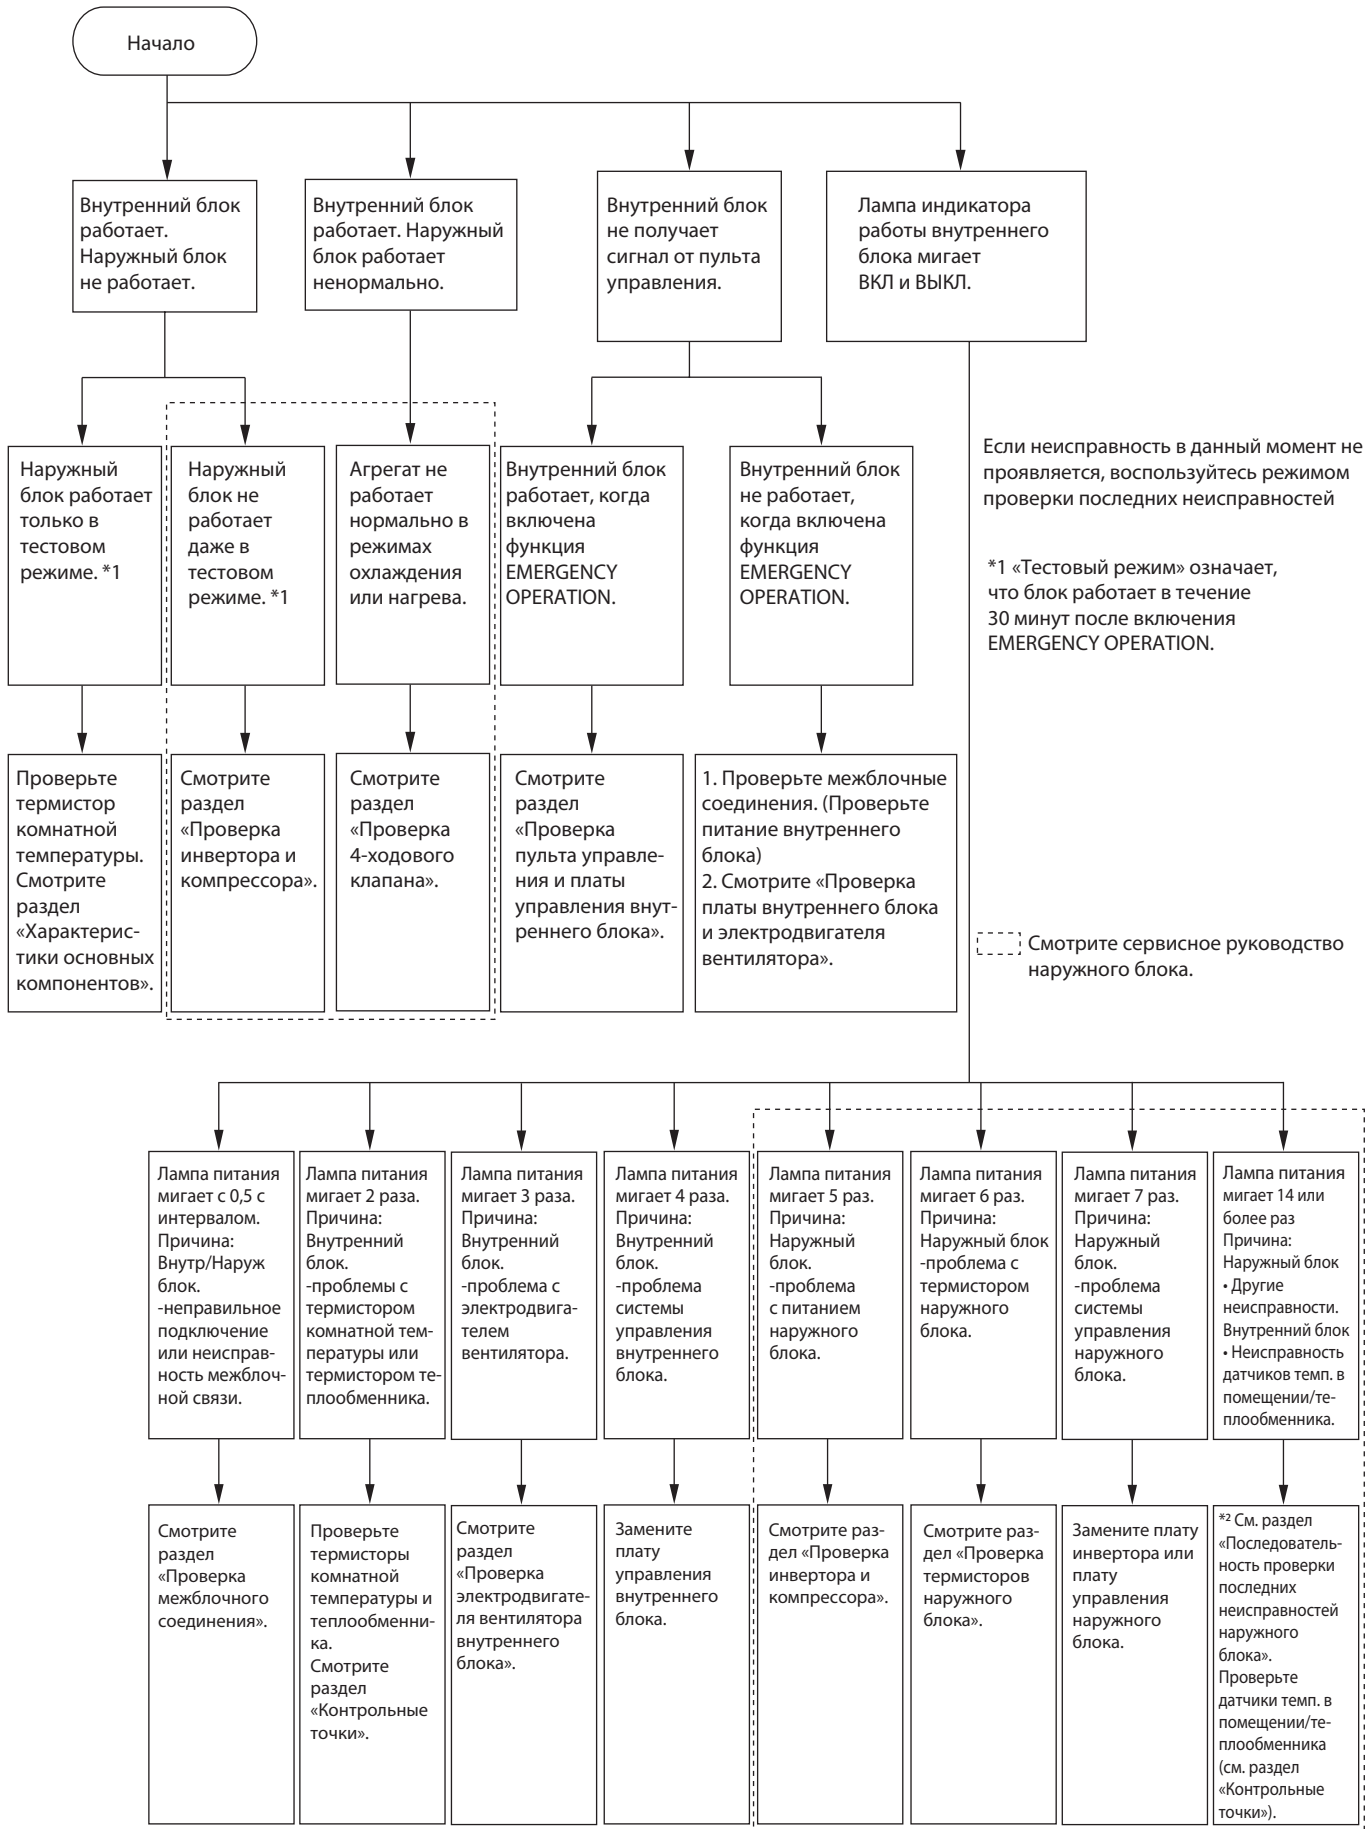 Начало
Внутренний блок
работает.
Наружный блок
не работает.
Внутренний блок
работает. Наружный
блок работает
ненормально.
Внутренний блок
не получает
сигнал от пульта
управления.
Лампа индикатора
работы внутреннего
блока мигает
ВКЛ и ВЫКЛ.
Наружный
блок работает
только в
тестовом
режиме. *1
Наружный
блок не
работает
даже в
тестовом
режиме. *1
Агрегат не
работает
нормально в
режимах
охлаждения
или нагрева.
Внутренний блок
работает, когда
включена
функция
EMERGENCY
OPERATION.
Внутренний блок
не работает,
когда включена
функция
EMERGENCY
OPERATION.
Если неисправность в данный момент не
проявляется, воспользуйтесь режимом
проверки последних неисправностей
*1 «Тестовый режим» означает,
что блок работает в течение
30 минут после включения
EMERGENCY OPERATION.
Проверьте
термистор
комнатной
температуры.
Смотрите
раздел
«Характерис-
тики основных
компонентов».
Смотрите
раздел
«Проверка
инвертора и
компрессора».
Смотрите
раздел
«Проверка
4-ходового
клапана».
Смотрите
раздел
«Проверка
пульта управле-
ния и платы
управления внут-
реннего блока».
1. Проверьте межблочные
соединения. (Проверьте
питание внутреннего
блока)
2. Смотрите «Проверка
платы внутреннего блока
и электродвигателя
вентилятора».
Смотрите сервисное руководство
наружного блока.
Лампа питания
мигает с 0,5 с
интервалом.
Причина:
Внутр/Наруж
блок.
-неправильное
подключение
или неисправ-
ность межблоч-
ной связи.
Лампа питания
мигает 2 раза.
Причина:
Внутренний
блок.
-проблемы с
термистором
комнатной тем-
пературы или
термистором те-
плообменника.
Лампа питания
мигает 3 раза.
Причина:
Внутренний
блок.
-проблема с
электродвига-
телем
вентилятора.
Лампа питания
мигает 4 раза.
Причина:
Внутренний
блок.
-проблема
системы
управления
внутреннего
блока.
Лампа питания
мигает 5 раз.
Причина:
Наружный
блок.
-проблема
с питанием
наружного
блока.
Лампа питания
мигает 6 раз.
Причина:
Наружный блок
-проблема с
термистором
наружного
блока.
Лампа питания
мигает 7 раз.
Причина:
Наружный
блок.
-проблема
системы
управления
наружного
блока.
Лампа питания
мигает 14 или
более раз
Причина:
Наружный блок
• Другие
неисправности.
Внутренний блок
• Неисправность
датчиков темп. в
помещении/те-
плообменника.
Смотрите
раздел
«Проверка
межблочного
соединения».
Проверьте
термисторы
комнатной
температуры и
теплообменни-
ка.
Смотрите
раздел
«Контрольные
точки».
Смотрите
раздел
«Проверка
электродвигате-
ля вентилятора
внутреннего
блока».
Замените
плату
управления
внутреннего
блока.
Смотрите раз-
дел «Проверка
инвертора и
компрессора».
Смотрите раз-
дел «Проверка
термисторов
наружного
блока».
Замените плату
инвертора или
плату
управления
наружного
блока.
*² См. раздел
«Последователь-
ность проверки
последних
неисправностей
наружного
блока».
Проверьте
датчики темп. в
помещении/те-
плообменника
(см. раздел
«Контрольные
точки»).